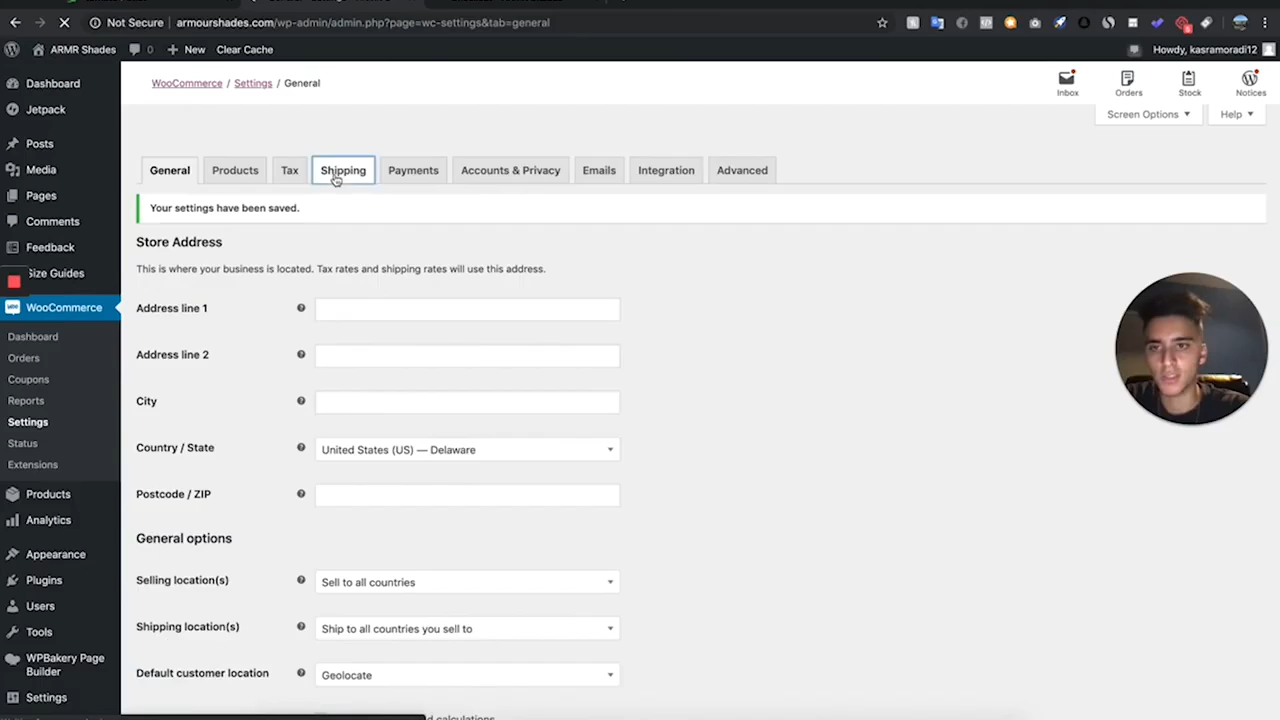 Not Secure armourshades.com/wp-admin/admin.php?page=wc-settings&tab=general
ARMR Shades 0 New Clear Cache Howdy, kasramoradi12
Dashboard
Jetpack
Posts
Media
Pages
Comments
Feedback
Size Guides
WooCommerce
Dashboard
Orders
Coupons
Reports
Settings
Status
Extensions
Products
Analytics
Appearance
Plugins
Users
Tools
WPBakery Page
Builder
Settings
WooCommerce / Settings / General
Inbox Orders Stock Notices
Screen Options Help
General Products Tax Shipping Payments Accounts & Privacy Emails Integration Advanced
Your settings have been saved.
Store Address
This is where your business is located. Tax rates and shipping rates will use this address.
Address line 1
Address line 2
City
Country / State United States (US) — Delaware
Postcode / ZIP
General options
Selling location(s) Sell to all countries
Shipping location(s) Ship to all countries you sell to
Default customer location Geolocate